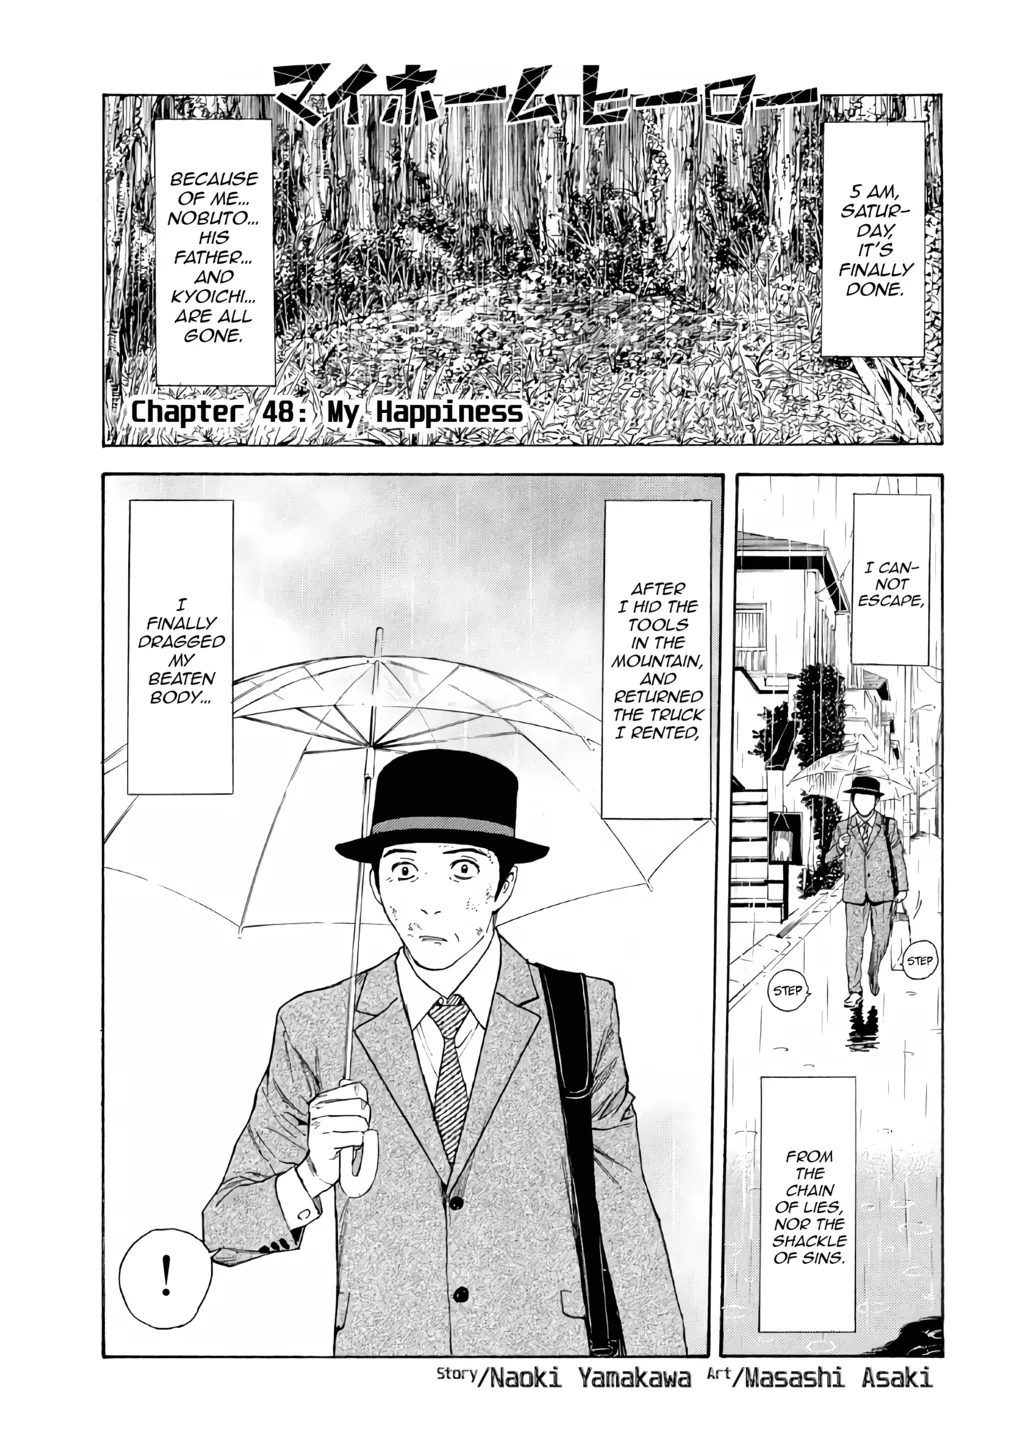 マイホームヒーロー
5 AM,
SATUR-
DAY.
IT'S
FINALLY
DONE.
BECAUSE
OF ME...
NOBUTO...
HIS
FATHER...
AND
KYOICHI...
ARE ALL
GONE.
Chapter 48: My Happiness
I CAN-
NOT
ESCAPE,
STEP
STEP
FROM
THE
CHAIN
OF LIES,
NOR THE
SHACKLE
OF SINS.
AFTER
I HID THE
TOOLS
IN THE
MOUNTAIN,
AND
RETURNED
THE TRUCK
I RENTED,
I
FINALLY
DRAGGED
MY
BEATEN
BODY...
!
Story/Naoki Yamakawa Art/Masashi Asaki